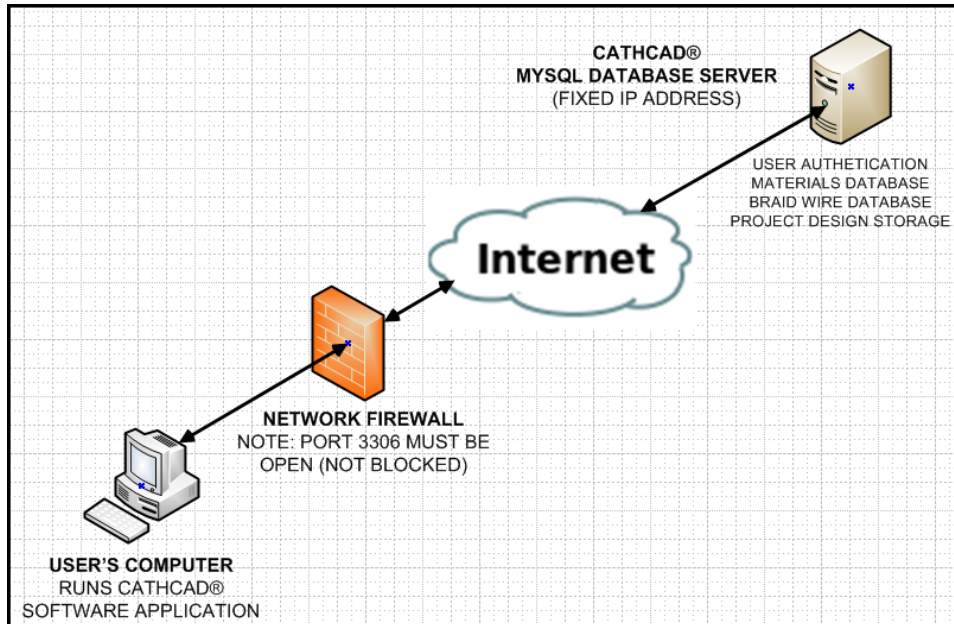 CATHCAD®
MYSQL DATABASE SERVER
(FIXED IP ADDRESS)
USER AUTHETICATION
MATERIALS DATABASE
BRAID WIRE DATABASE
PROJECT DESIGN STORAGE
Internet
NETWORK FIREWALL
NOTE: PORT 3306 MUST BE
OPEN (NOT BLOCKED)
USER'S COMPUTER
RUNS CATHCAD®
SOFTWARE APPLICATION